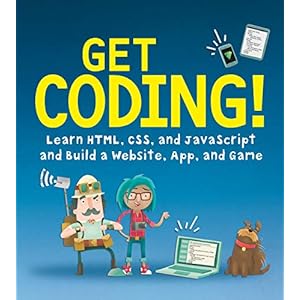 GET
CODING!
Learn HTML, CSS, and JavaScript
and Build a Website, App, and Game